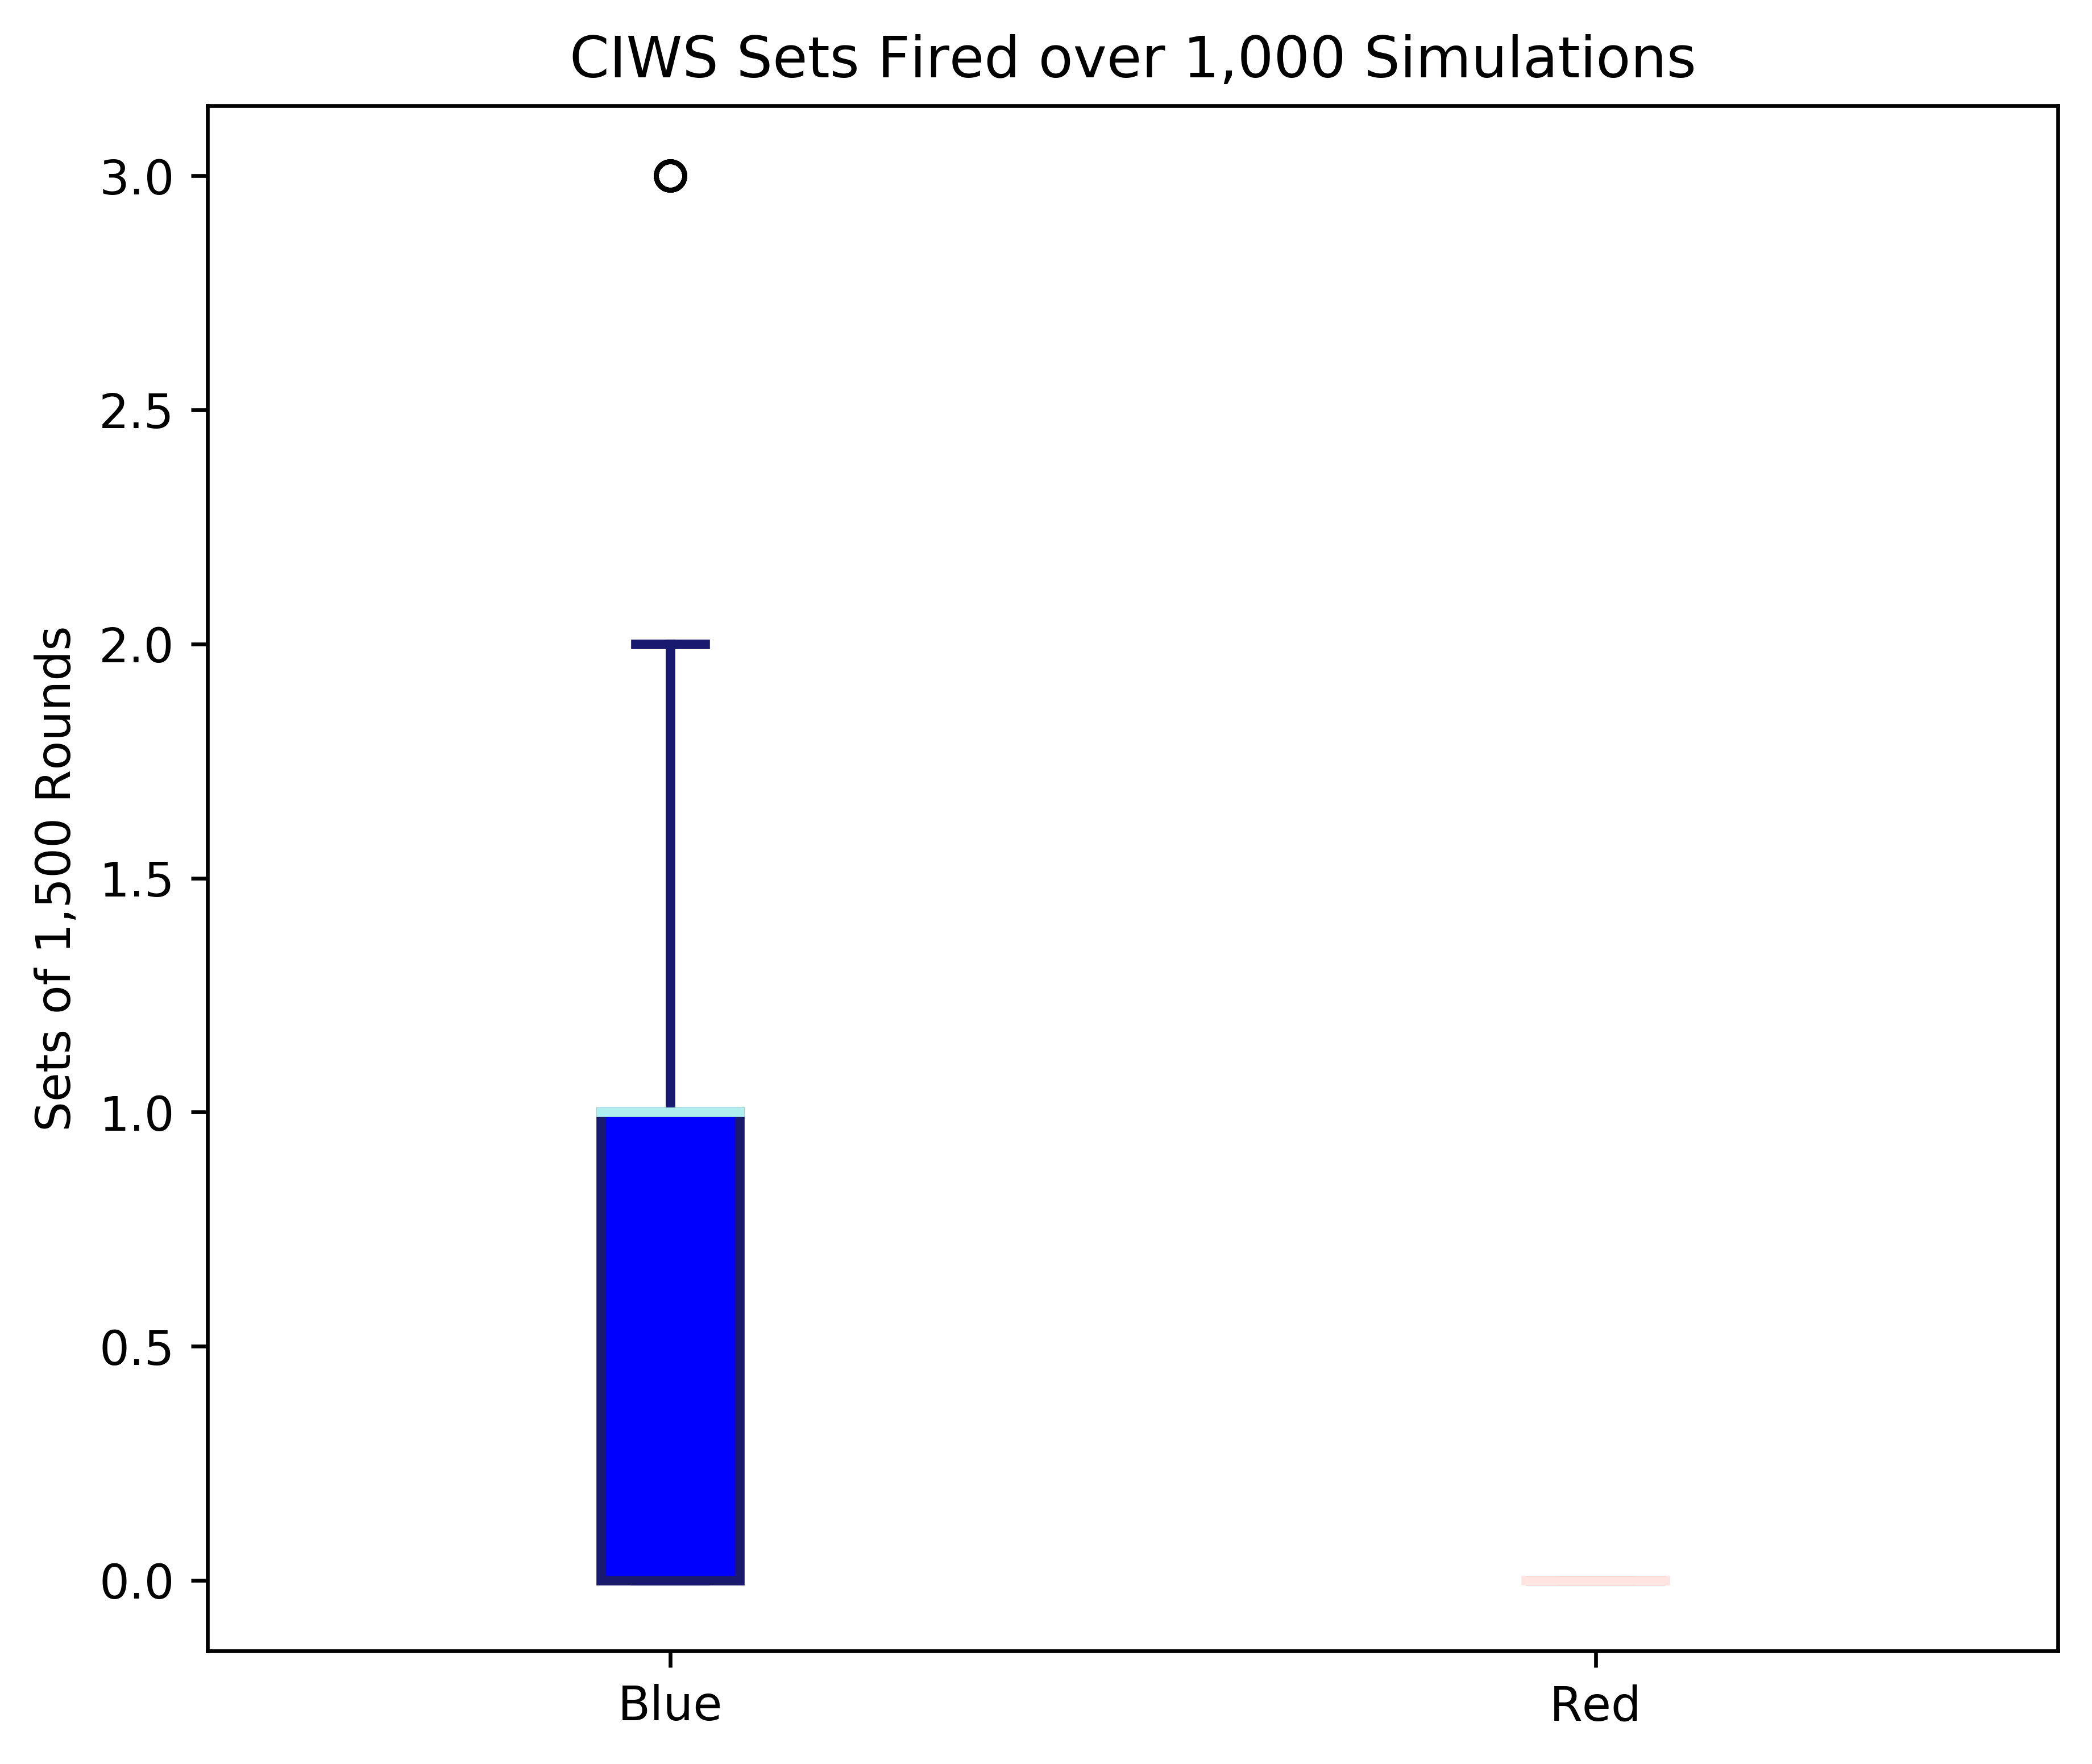 CIWS Sets Fired over 1,000 Simulations
Sets of 1,500 Rounds
3.0
2.5
2.0
1.5
1.0
0.5
0.0
Blue
Red